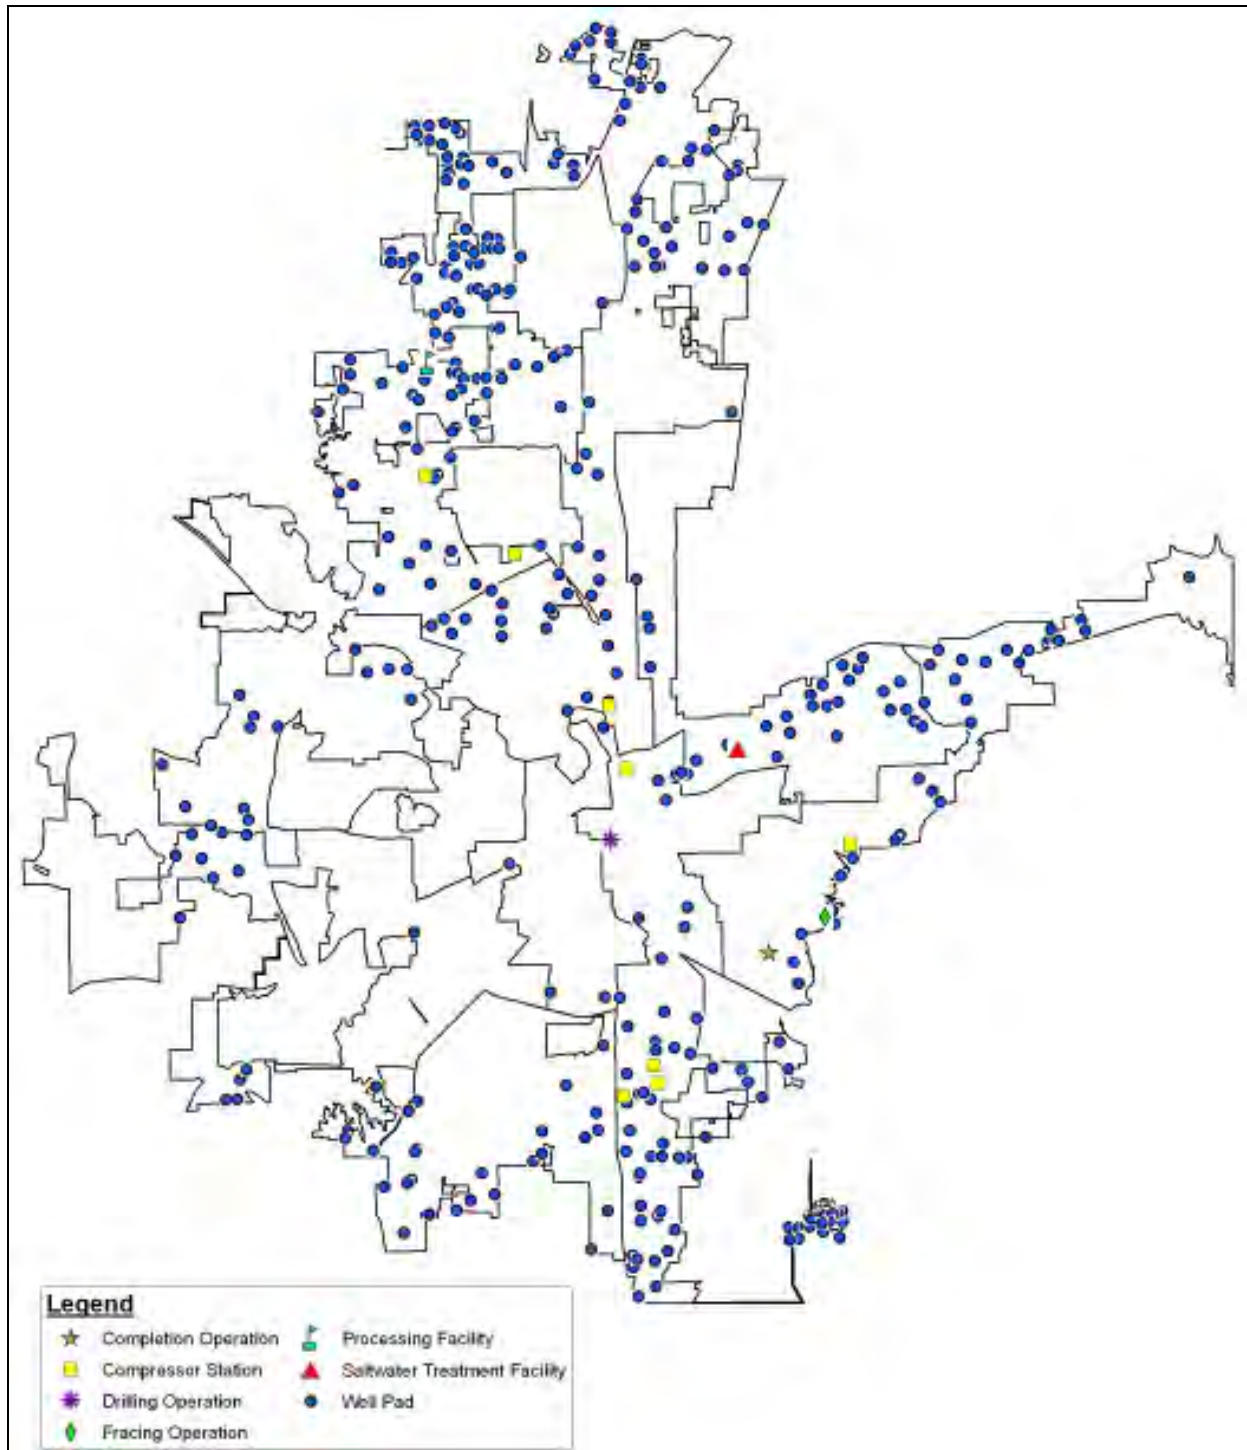 Legend
Completion Operation
Processing Facility
Compressor Station
Saltwater Treatment Facility
Drilling Operation
Well Pad
Fracing Operation